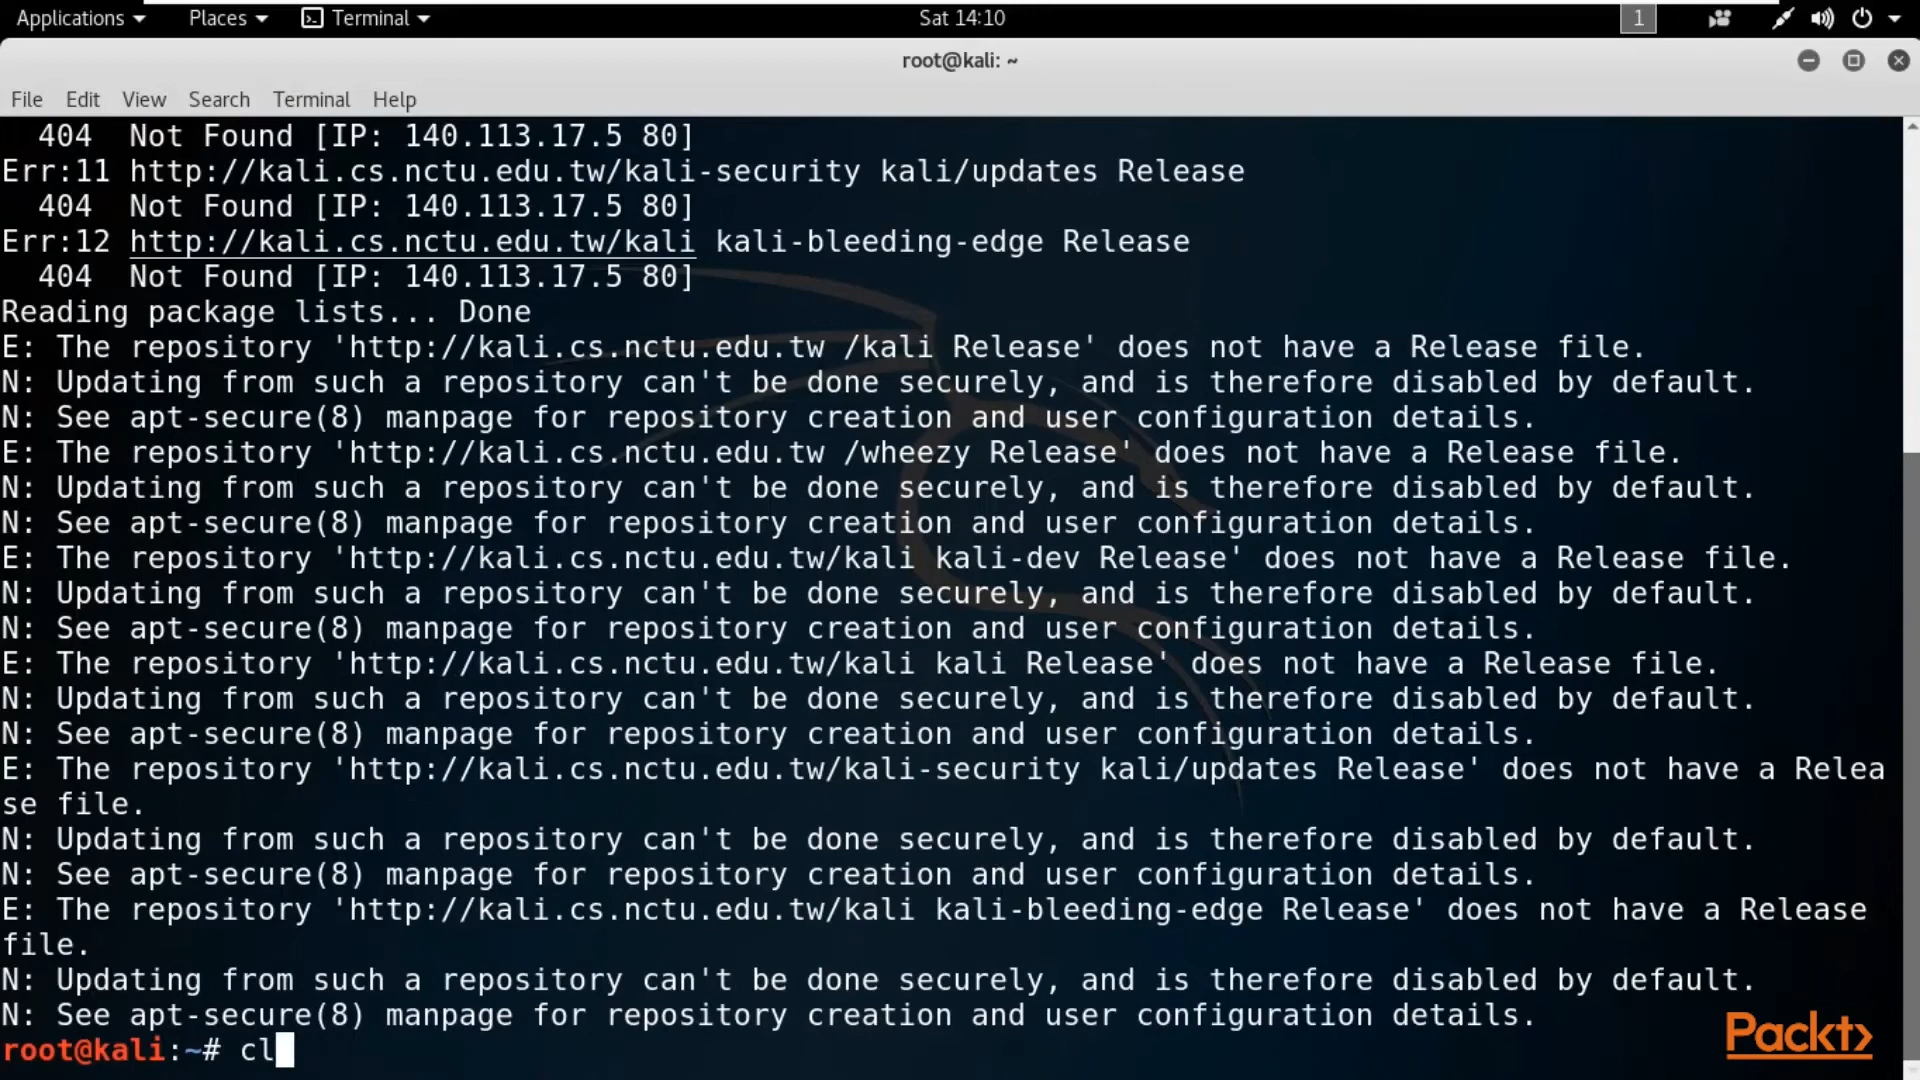 Applications Places Terminal Sat 14:10 1
root@kali: ~
File Edit View Search Terminal Help
404 Not Found [IP: 140.113.17.5 80]
Err:11 http://kali.cs.nctu.edu.tw/kali-security kali/updates Release
404 Not Found [IP: 140.113.17.5 80]
Err:12 http://kali.cs.nctu.edu.tw/kali kali-bleeding-edge Release
404 Not Found [IP: 140.113.17.5 80]
Reading package lists... Done
E: The repository 'http://kali.cs.nctu.edu.tw /kali Release' does not have a Release file.
N: Updating from such a repository can't be done securely, and is therefore disabled by default.
N: See apt-secure(8) manpage for repository creation and user configuration details.
E: The repository 'http://kali.cs.nctu.edu.tw /wheezy Release' does not have a Release file.
N: Updating from such a repository can't be done securely, and is therefore disabled by default.
N: See apt-secure(8) manpage for repository creation and user configuration details.
E: The repository 'http://kali.cs.nctu.edu.tw/kali kali-dev Release' does not have a Release file.
N: Updating from such a repository can't be done securely, and is therefore disabled by default.
N: See apt-secure(8) manpage for repository creation and user configuration details.
E: The repository 'http://kali.cs.nctu.edu.tw/kali kali Release' does not have a Release file.
N: Updating from such a repository can't be done securely, and is therefore disabled by default.
N: See apt-secure(8) manpage for repository creation and user configuration details.
E: The repository 'http://kali.cs.nctu.edu.tw/kali-security kali/updates Release' does not have a Relea
se file.
N: Updating from such a repository can't be done securely, and is therefore disabled by default.
N: See apt-secure(8) manpage for repository creation and user configuration details.
E: The repository 'http://kali.cs.nctu.edu.tw/kali kali-bleeding-edge Release' does not have a Release
file.
N: Updating from such a repository can't be done securely, and is therefore disabled by default.
N: See apt-secure(8) manpage for repository creation and user configuration details.
root@kali:~# cl
Packt>